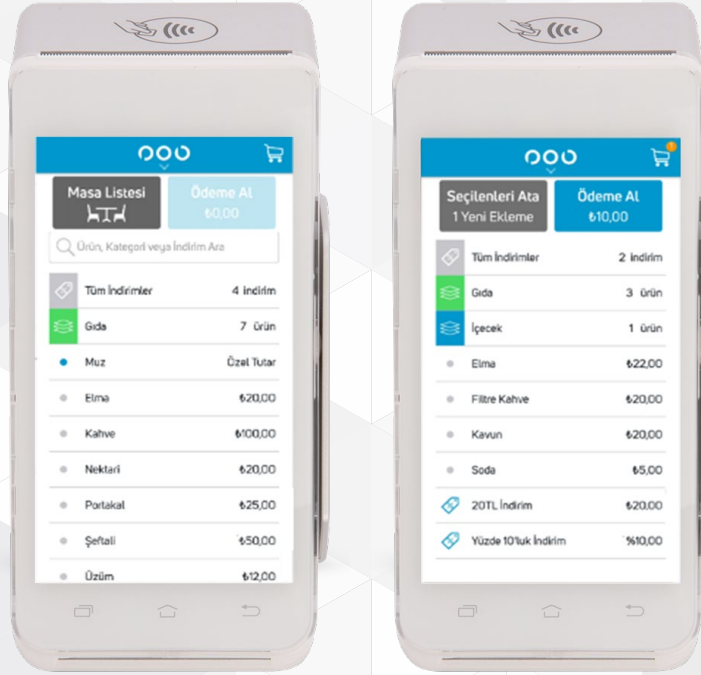 Masa Listesi
Ödeme Al
₺0,00
Ürün, Kategori veya İndirim Ara
Tüm İndirimler 4 indirim
Gıda 7 ürün
Muz Özel Tutar
Elma ₺20,00
Kahve ₺100,00
Nektari ₺20,00
Portakal ₺25,00
Şeftali ₺50,00
Üzüm ₺12,00
Seçilenleri Ata
1 Yeni Ekleme
Ödeme Al
₺10,00
Tüm İndirimler 2 indirim
Gıda 3 ürün
İçecek 1 ürün
Elma ₺22,00
Filtre Kahve ₺20,00
Kavun ₺20,00
Soda ₺5,00
20TL İndirim ₺20,00
Yüzde 10'luk İndirim %10,00